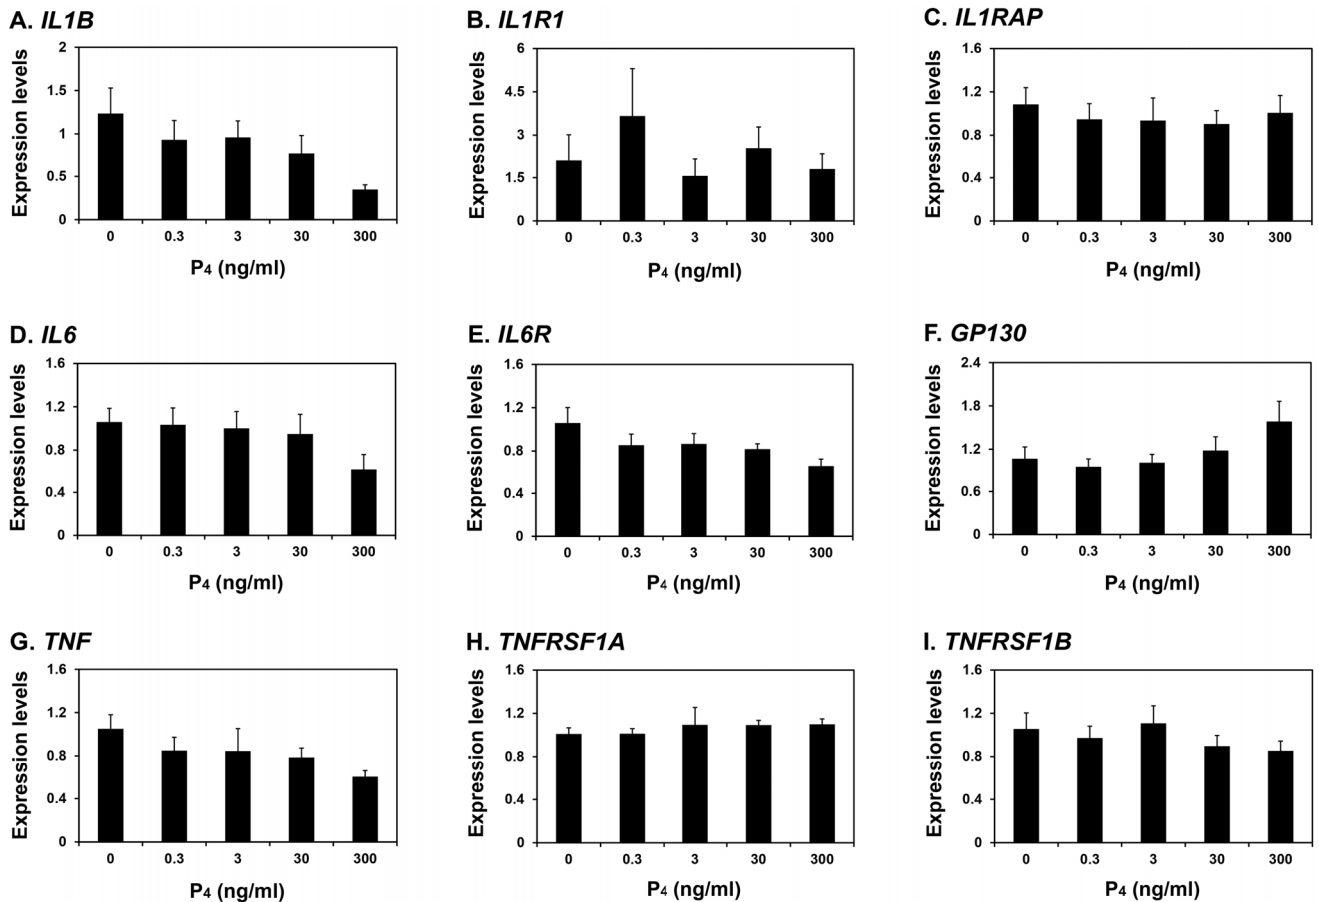 A. IL1B
Expression levels
2
1.5
1
0.5
0
0 0.3 3 30 300
P4 (ng/ml)
B. IL1R1
Expression levels
6
4.5
3
1.5
0
0 0.3 3 30 300
P4 (ng/ml)
C. IL1RAP
Expression levels
1.6
1.2
0.8
0.4
0
0 0.3 3 30 300
P4 (ng/ml)
D. IL6
Expression levels
1.6
1.2
0.8
0.4
0
0 0.3 3 30 300
P4 (ng/ml)
E. IL6R
Expression levels
1.6
1.2
0.8
0.4
0
0 0.3 3 30 300
P4 (ng/ml)
F. GP130
Expression levels
2.4
1.8
1.2
0.6
0
0 0.3 3 30 300
P4 (ng/ml)
G. TNF
Expression levels
1.6
1.2
0.8
0.4
0
0 0.3 3 30 300
P4 (ng/ml)
H. TNFRSF1A
Expression levels
1.6
1.2
0.8
0.4
0
0 0.3 3 30 300
P4 (ng/ml)
I. TNFRSF1B
Expression levels
1.6
1.2
0.8
0.4
0
0 0.3 3 30 300
P4 (ng/ml)